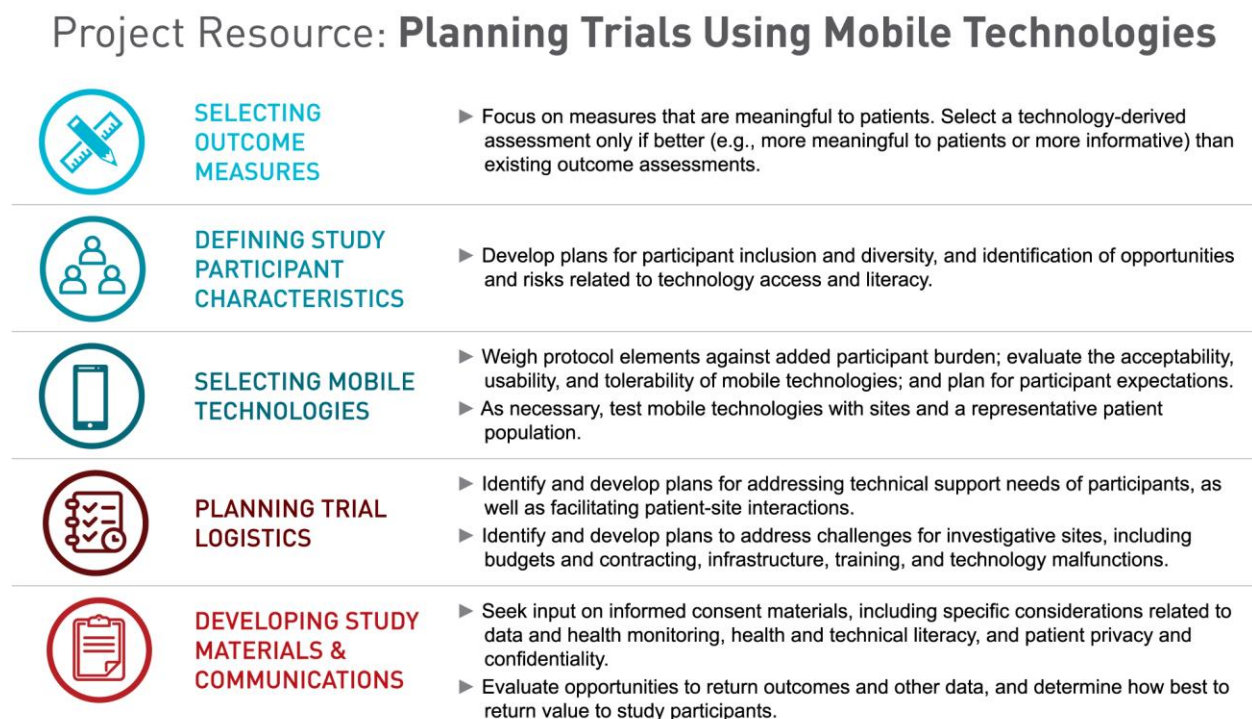 Project Resource: Planning Trials Using Mobile Technologies
SELECTING
OUTCOME
MEASURES
► Focus on measures that are meaningful to patients. Select a technology-derived
assessment only if better (e.g., more meaningful to patients or more informative) than
existing outcome assessments.
DEFINING STUDY
PARTICIPANT
CHARACTERISTICS
► Develop plans for participant inclusion and diversity, and identification of opportunities
and risks related to technology access and literacy.
SELECTING MOBILE
TECHNOLOGIES
► Weigh protocol elements against added participant burden; evaluate the acceptability,
usability, and tolerability of mobile technologies; and plan for participant expectations.
► As necessary, test mobile technologies with sites and a representative patient
population.
PLANNING TRIAL
LOGISTICS
► Identify and develop plans for addressing technical support needs of participants, as
well as facilitating patient-site interactions.
► Identify and develop plans to address challenges for investigative sites, including
budgets and contracting, infrastructure, training, and technology malfunctions.
DEVELOPING STUDY
MATERIALS &
COMMUNICATIONS
► Seek input on informed consent materials, including specific considerations related to
data and health monitoring, health and technical literacy, and patient privacy and
confidentiality.
► Evaluate opportunities to return outcomes and other data, and determine how best to
return value to study participants.